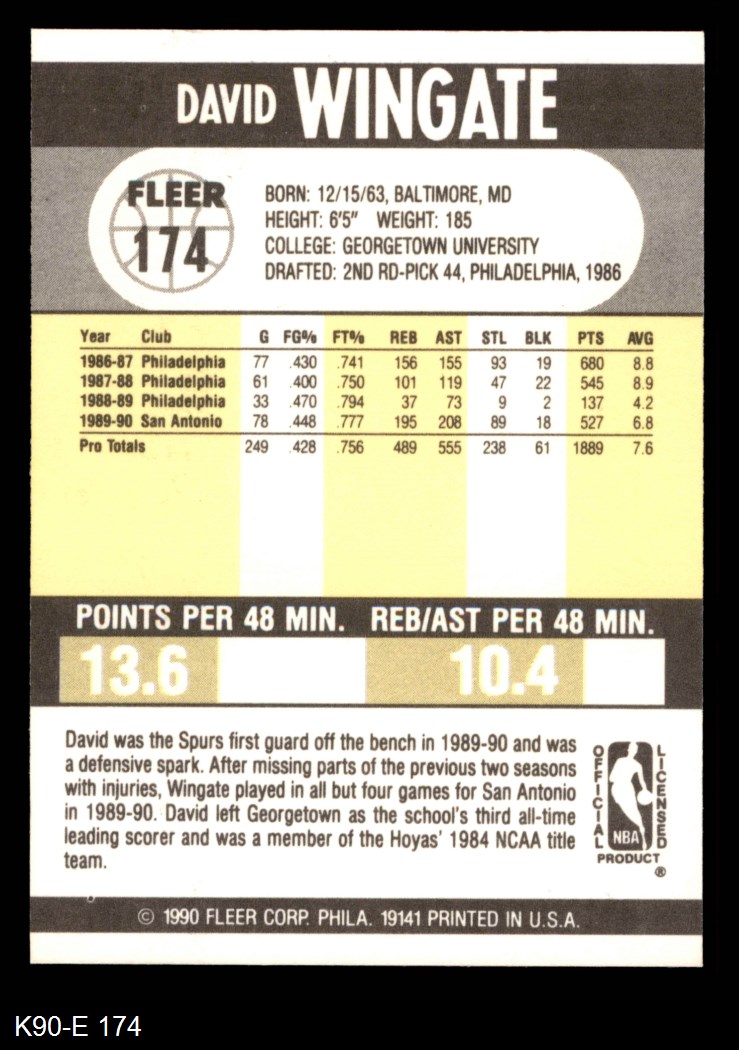 DAVID WINGATE
FLEER
174
BORN: 12/15/63, BALTIMORE, MD
HEIGHT: 6'5" WEIGHT: 185
COLLEGE: GEORGETOWN UNIVERSITY
DRAFTED: 2ND RD-PICK 44, PHILADELPHIA, 1986
Year Club G FG% FT% REB AST STL BLK PTS AVG
1986-87 Philadelphia 77 .430 .741 156 155 93 19 680 8.8
1987-88 Philadelphia 61 .400 .750 101 119 47 22 545 8.9
1988-89 Philadelphia 33 .470 .794 37 73 9 2 137 4.2
1989-90 San Antonio 78 .448 .777 195 208 89 18 527 6.8
Pro Totals 249 .428 .756 489 555 238 61 1889 7.6
POINTS PER 48 MIN. REB/AST PER 48 MIN.
13.6 10.4
David was the Spurs first guard off the bench in 1989-90 and was
a defensive spark. After missing parts of the previous two seasons
with injuries, Wingate played in all but four games for San Antonio
in 1989-90. David left Georgetown as the school's third all-time
leading scorer and was a member of the Hoyas' 1984 NCAA title
team.
OFFICIAL
NBA
LICENSED
PRODUCT
®
© 1990 FLEER CORP. PHILA. 19141 PRINTED IN U.S.A.
K90-E 174